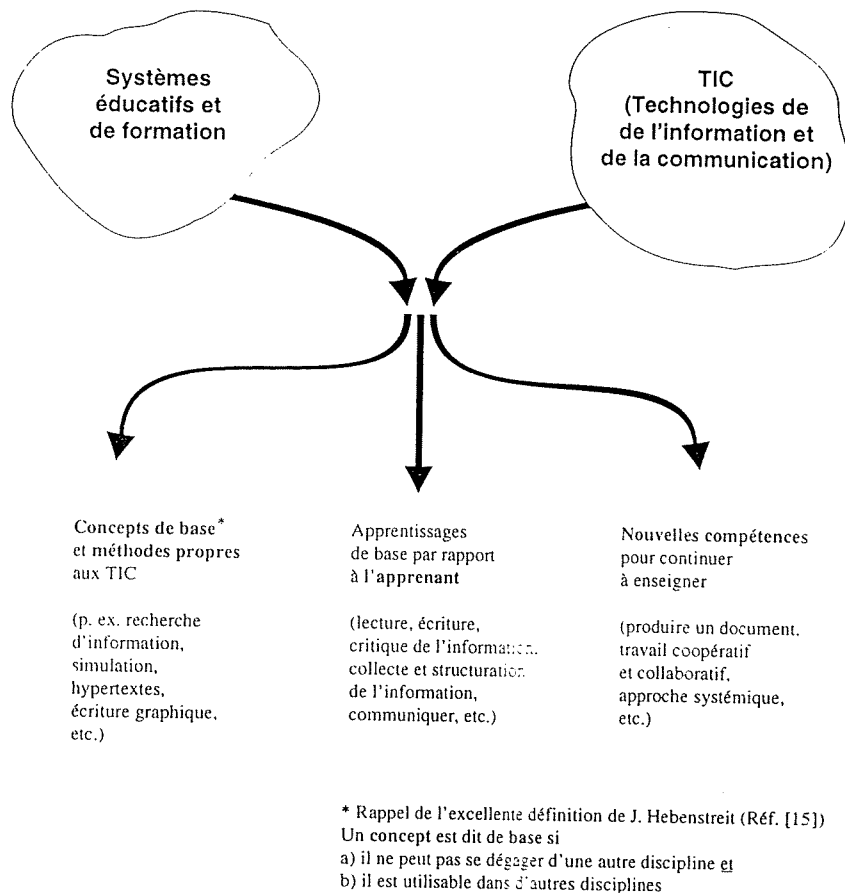 Systèmes
éducatifs et
de formation
TIC
(Technologies de
de l'information et
de la communication)
Concepts de base*
et méthodes propres
aux TIC
(p. ex. recherche
d'information,
simulation,
hypertextes,
écriture graphique,
etc.)
Apprentissages
de base par rapport
à l'apprenant
(lecture, écriture,
critique de l'information,
collecte et structuration
de l'information,
communiquer, etc.)
Nouvelles compétences
pour continuer
à enseigner
(produire un document,
travail coopératif
et collaboratif,
approche systémique,
etc.)
* Rappel de l'excellente définition de J. Hebenstreit (Réf. [15])
Un concept est dit de base si
a) il ne peut pas se dégager d'une autre discipline et
b) il est utilisable dans d'autres disciplines